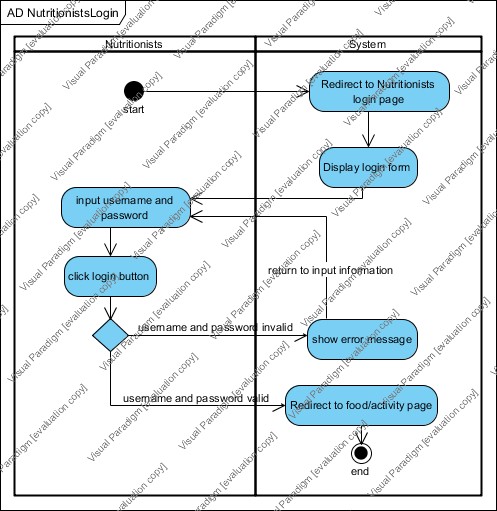 AD NutritionistsLogin
Nutritionists
System
start
Redirect to Nutritionists
login page
Display login form
input username and
password
click login button
return to input information
username and password invalid
show error message
username and password valid
Redirect to food/activity page
end
Visual Paradigm [evaluation copy]